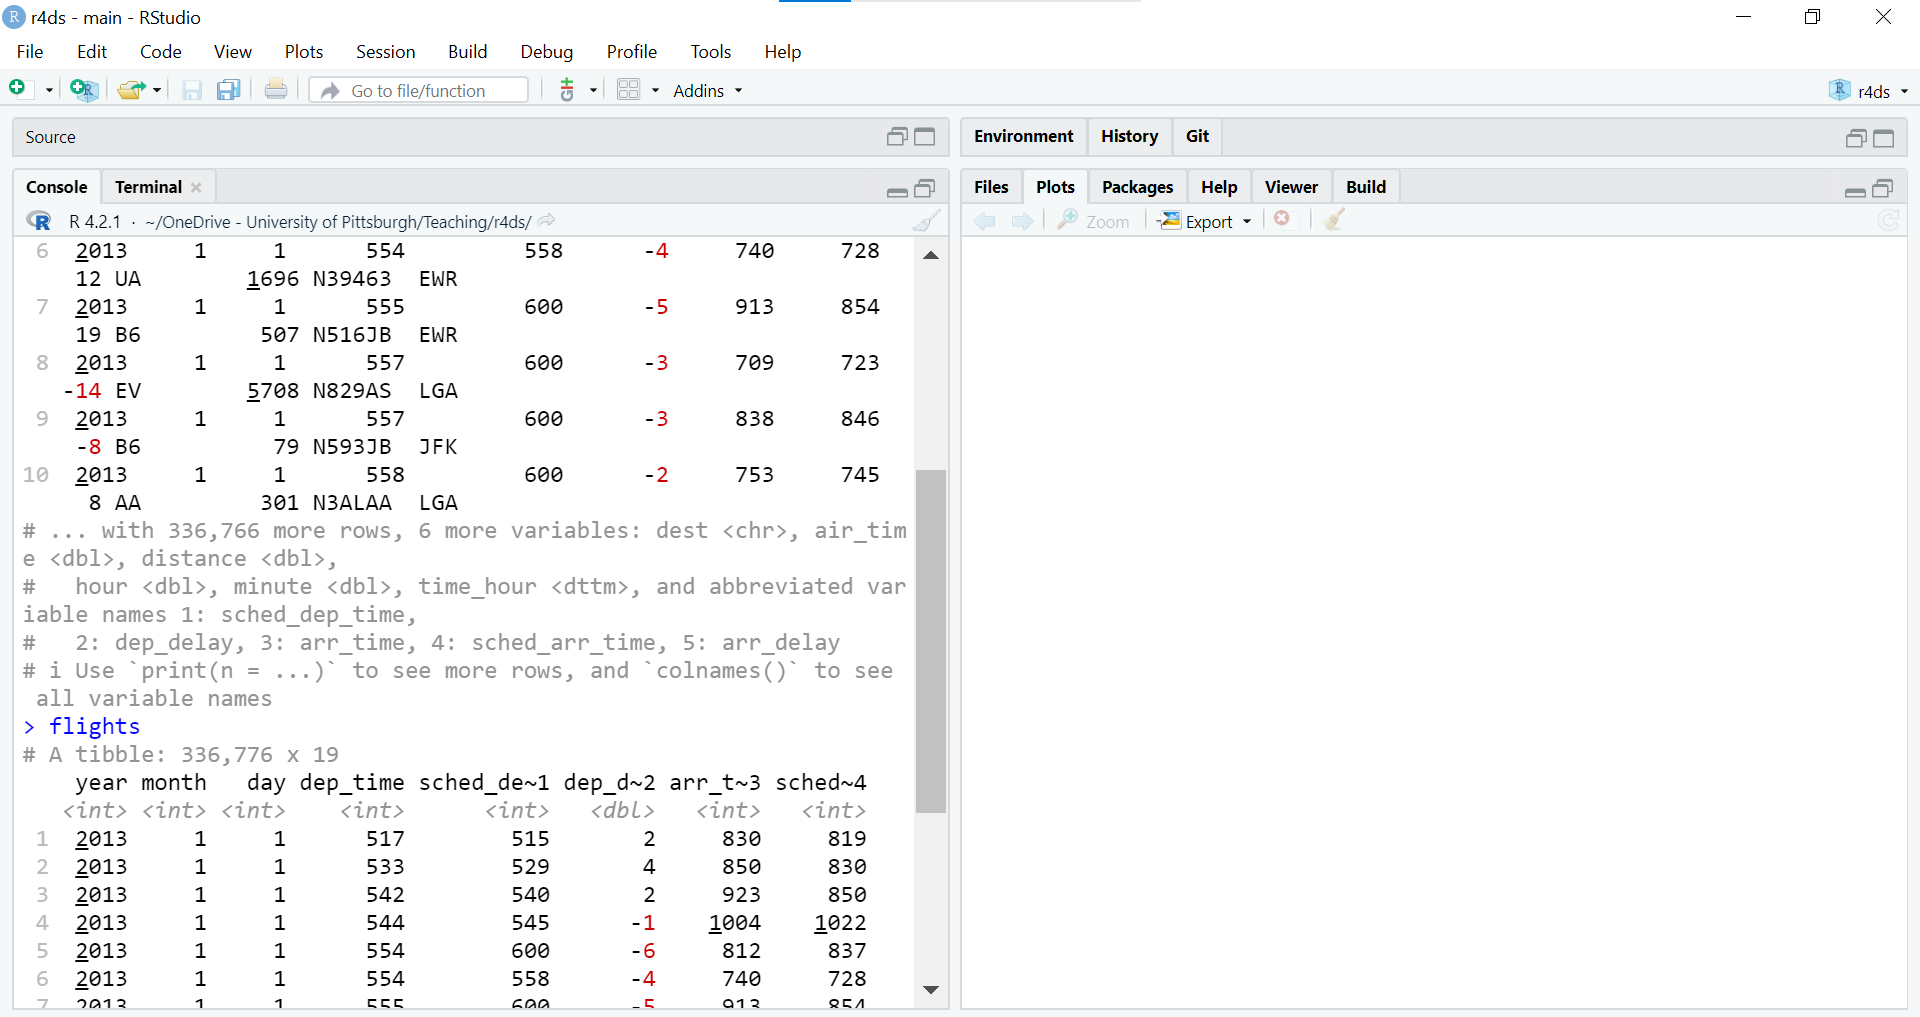 R r4ds - main - RStudio
File Edit Code View Plots Session Build Debug Profile Tools Help
Go to file/function Addins R r4ds
Source
Console Terminal
R R 4.2.1 · ~/OneDrive - University of Pittsburgh/Teaching/r4ds/
6 2013 1 1 554 558 -4 740 728
12 UA 1696 N39463 EWR
7 2013 1 1 555 600 -5 913 854
19 B6 507 N516JB EWR
8 2013 1 1 557 600 -3 709 723
-14 EV 5708 N829AS LGA
9 2013 1 1 557 600 -3 838 846
-8 B6 79 N593JB JFK
10 2013 1 1 558 600 -2 753 745
8 AA 301 N3ALAA LGA
# ... with 336,766 more rows, 6 more variables: dest <chr>, air_tim
e <dbl>, distance <dbl>,
# hour <dbl>, minute <dbl>, time_hour <dttm>, and abbreviated var
iable names 1: sched_dep_time,
# 2: dep_delay, 3: arr_time, 4: sched_arr_time, 5: arr_delay
# i Use `print(n = ...)` to see more rows, and `colnames()` to see
all variable names
> flights
# A tibble: 336,776 x 19
year month day dep_time sched_de~1 dep_d~2 arr_t~3 sched~4
<int> <int> <int> <int> <int> <dbl> <int> <int>
1 2013 1 1 517 515 2 830 819
2 2013 1 1 533 529 4 850 830
3 2013 1 1 542 540 2 923 850
4 2013 1 1 544 545 -1 1004 1022
5 2013 1 1 554 600 -6 812 837
6 2013 1 1 554 558 -4 740 728
7 2013 1 1 555 600 -5 913 854
Environment History Git
Files Plots Packages Help Viewer Build
Zoom Export